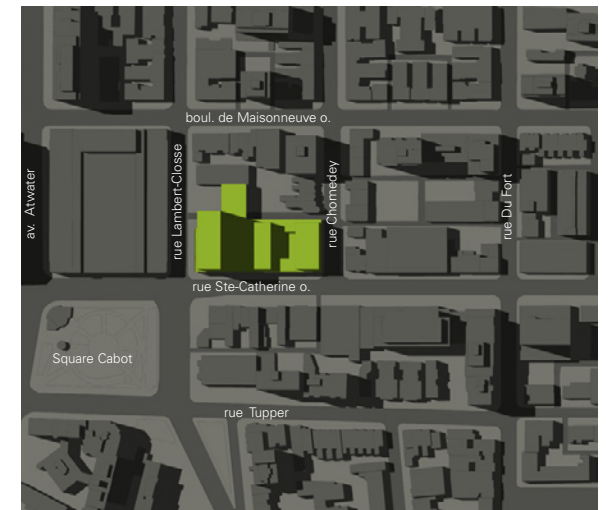 boul. de Maisonneuve o.
av. Atwater
rue Lambert-Closse
rue Chomedey
rue Du Fort
rue Ste-Catherine o.
Square Cabot
rue Tupper